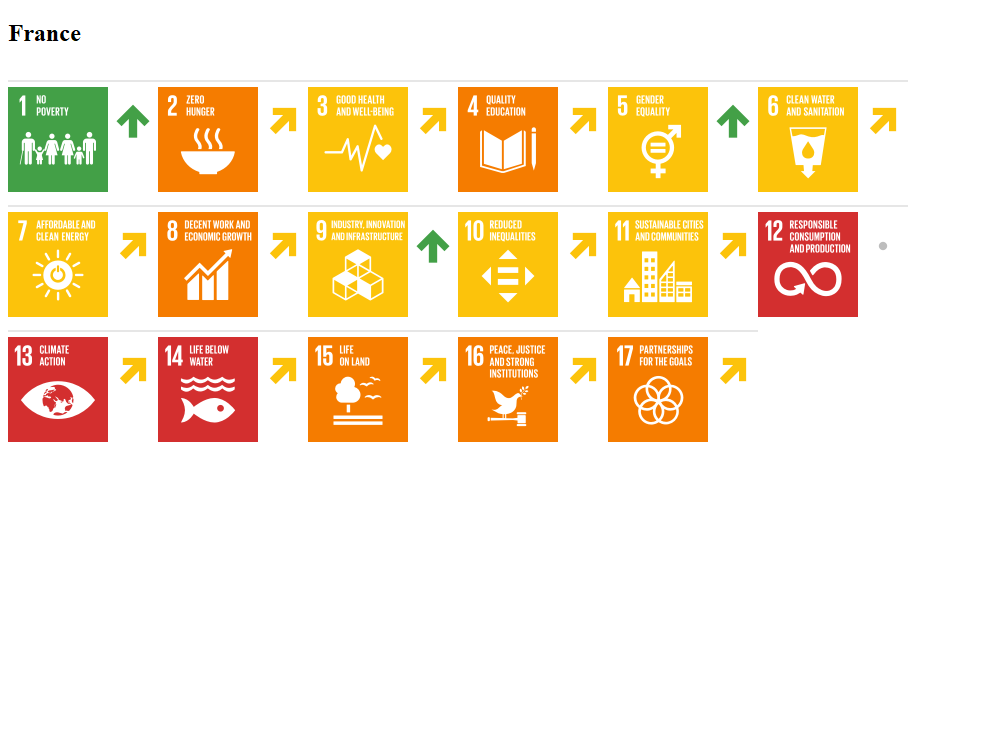 France
1 NO
POVERTY
2 ZERO
HUNGER
3 GOOD HEALTH
AND WELL-BEING
4 QUALITY
EDUCATION
5 GENDER
EQUALITY
6 CLEAN WATER
AND SANITATION
7 AFFORDABLE AND
CLEAN ENERGY
8 DECENT WORK AND
ECONOMIC GROWTH
9 INDUSTRY, INNOVATION
AND INFRASTRUCTURE
10 REDUCED
INEQUALITIES
11 SUSTAINABLE CITIES
AND COMMUNITIES
12 RESPONSIBLE
CONSUMPTION
AND PRODUCTION
13 CLIMATE
ACTION
14 LIFE BELOW
WATER
15 LIFE
ON LAND
16 PEACE, JUSTICE
AND STRONG
INSTITUTIONS
17 PARTNERSHIPS
FOR THE GOALS